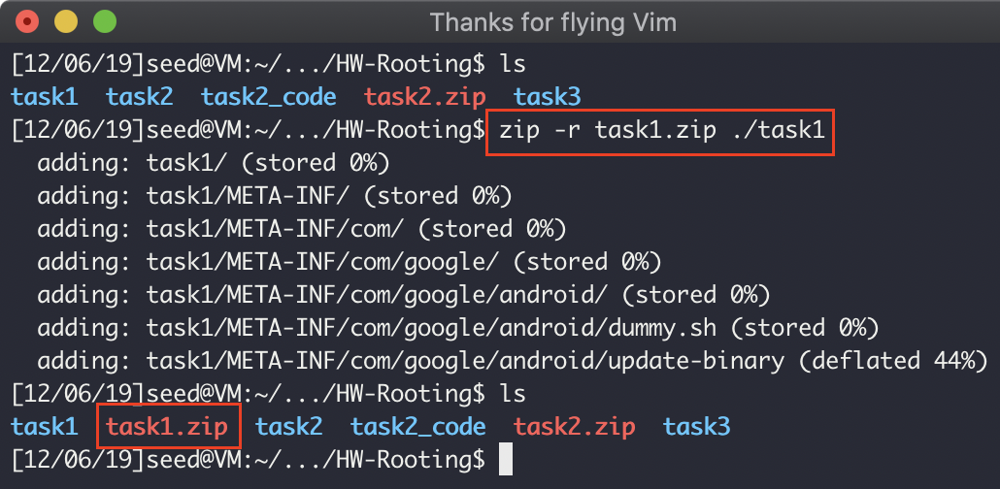 Thanks for flying Vim
[12/06/19]seed@VM:~/.../HW-Rooting$ ls
task1  task2  task2_code  task2.zip  task3
[12/06/19]seed@VM:~/.../HW-Rooting$ zip -r task1.zip ./task1
  adding: task1/ (stored 0%)
  adding: task1/META-INF/ (stored 0%)
  adding: task1/META-INF/com/ (stored 0%)
  adding: task1/META-INF/com/google/ (stored 0%)
  adding: task1/META-INF/com/google/android/ (stored 0%)
  adding: task1/META-INF/com/google/android/dummy.sh (stored 0%)
  adding: task1/META-INF/com/google/android/update-binary (deflated 44%)
[12/06/19]seed@VM:~/.../HW-Rooting$ ls
task1  task1.zip  task2  task2_code  task2.zip  task3
[12/06/19]seed@VM:~/.../HW-Rooting$